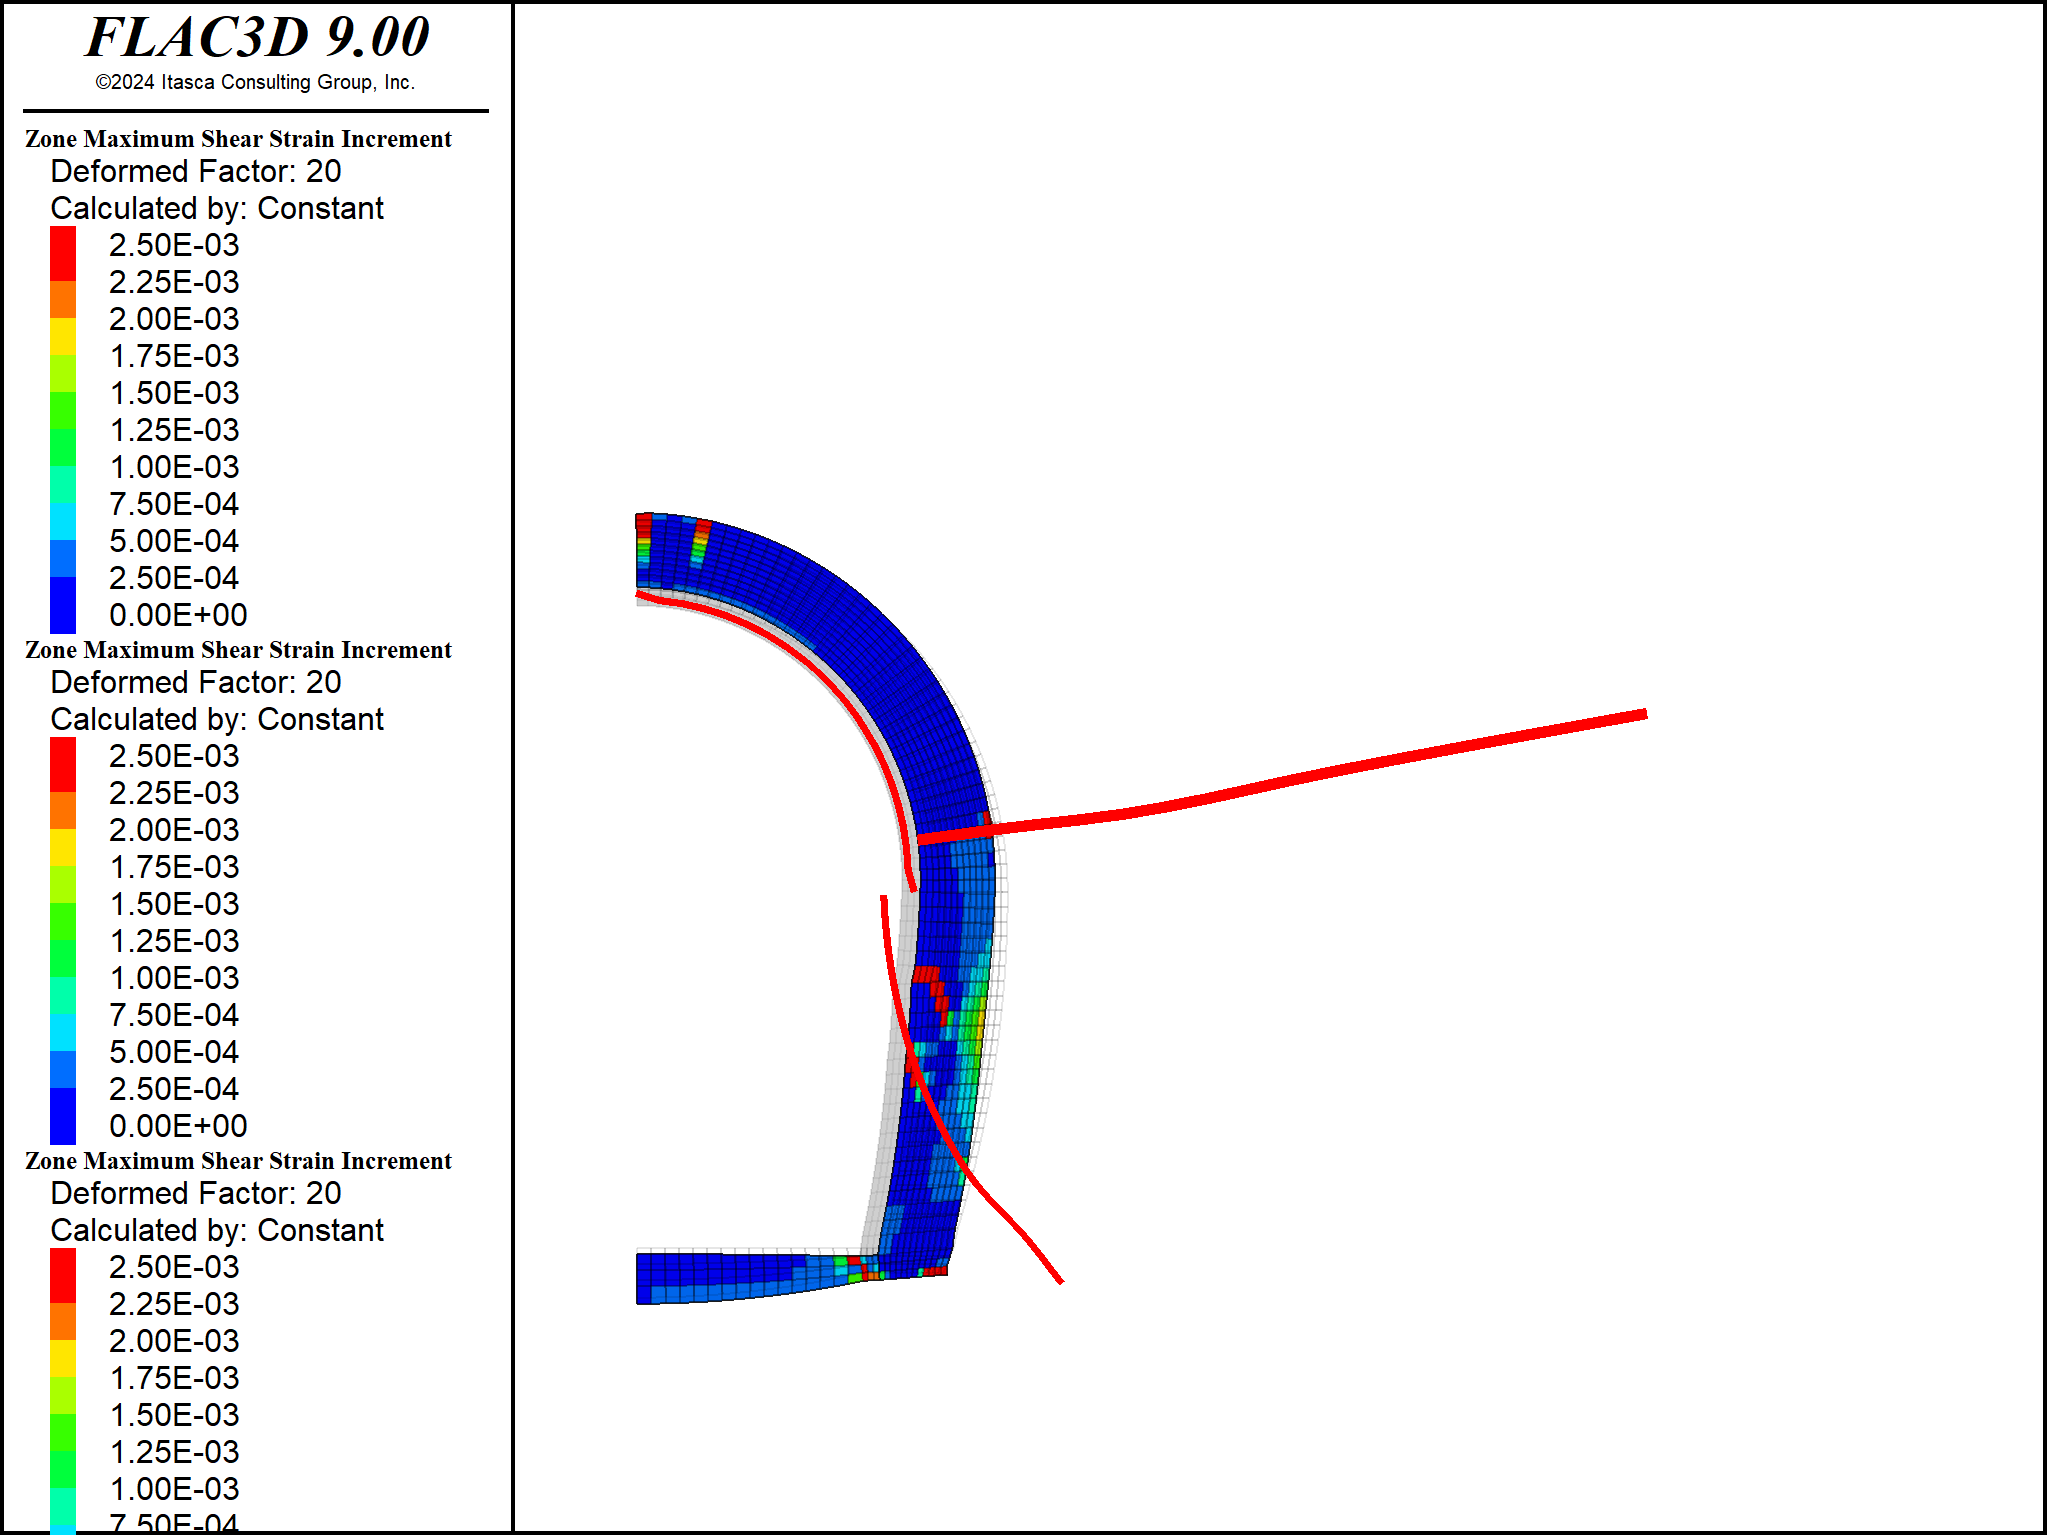 FLAC3D 9.00
©2024 Itasca Consulting Group, Inc.
Zone Maximum Shear Strain Increment
Deformed Factor: 20
Calculated by: Constant
2.50E-03
2.25E-03
2.00E-03
1.75E-03
1.50E-03
1.25E-03
1.00E-03
7.50E-04
5.00E-04
2.50E-04
0.00E+00
Zone Maximum Shear Strain Increment
Deformed Factor: 20
Calculated by: Constant
2.50E-03
2.25E-03
2.00E-03
1.75E-03
1.50E-03
1.25E-03
1.00E-03
7.50E-04
5.00E-04
2.50E-04
0.00E+00
Zone Maximum Shear Strain Increment
Deformed Factor: 20
Calculated by: Constant
2.50E-03
2.25E-03
2.00E-03
1.75E-03
1.50E-03
1.25E-03
1.00E-03
7.50E-04